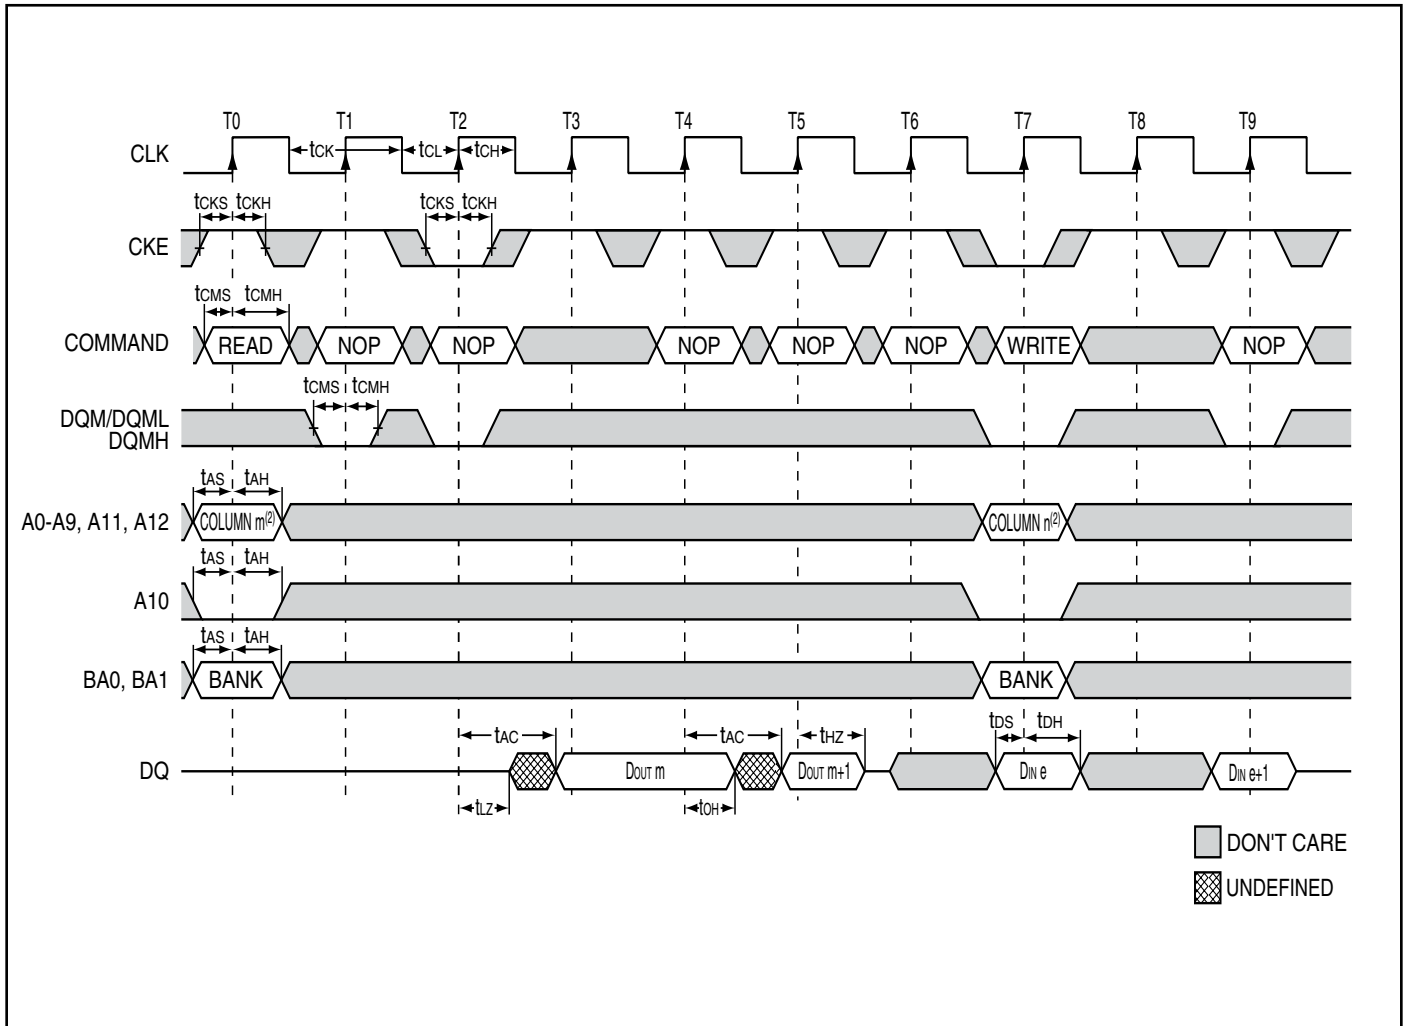 T0 T1 T2 T3 T4 T5 T6 T7 T8 T9
CLK tCK tCL tCH
tCKS tCKH tCKS tCKH
CKE
tCMS tCMH
COMMAND READ NOP NOP NOP NOP NOP WRITE NOP
tCMS tCMH
DQM/DQML
DQMH
tAS tAH
A0-A9, A11, A12 COLUMN m(2) COLUMN n(2)
tAS tAH
A10
tAS tAH
BA0, BA1 BANK BANK
tAC tAC tHZ tDS tDH
DQ DOUT m DOUT m+1 DIN e DIN e+1
tLZ tOH
DON'T CARE
UNDEFINED